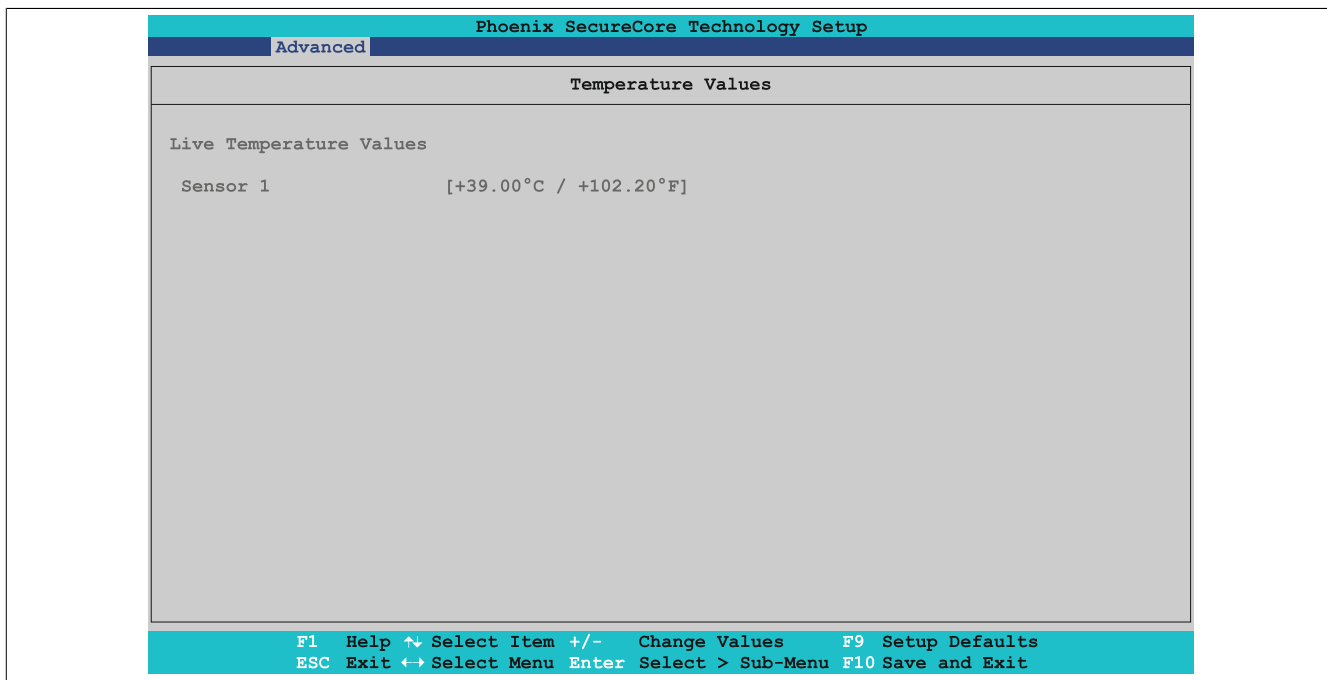 Phoenix SecureCore Technology Setup
Advanced
Temperature Values
Live Temperature Values
Sensor 1 [+39.00°C / +102.20°F]
F1 Help ↑↓ Select Item +/- Change Values F9 Setup Defaults
ESC Exit ↔ Select Menu Enter Select > Sub-Menu F10 Save and Exit